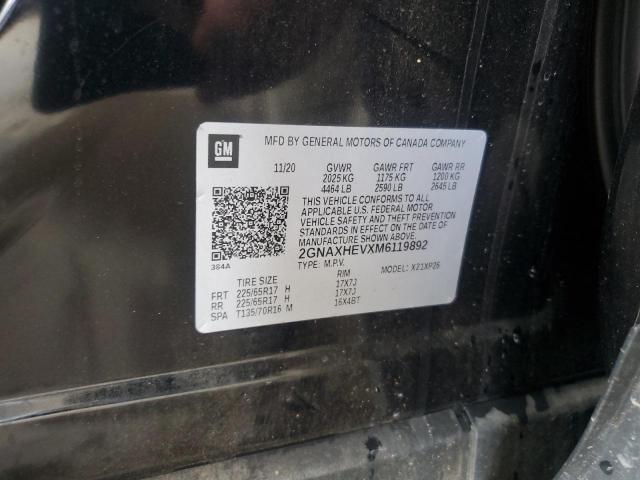 GM
MFD BY GENERAL MOTORS OF CANADA COMPANY
11/20 GVWR GAWR FRT GAWR RR
2025 KG 1175 KG 1200 KG
4464 LB 2590 LB 2645 LB
THIS VEHICLE CONFORMS TO ALL
APPLICABLE U.S. FEDERAL MOTOR
VEHICLE SAFETY AND THEFT PREVENTION
STANDARDS IN EFFECT ON THE DATE OF
MANUFACTURE SHOWN ABOVE.
2GNAXHEVXM6119892
384A TYPE: M.P.V. MODEL: X21XP26
TIRE SIZE RIM
FRT 225/65R17 H 17X7J
RR 225/65R17 H 17X7J
SPA T135/70R16 M 16X4BT